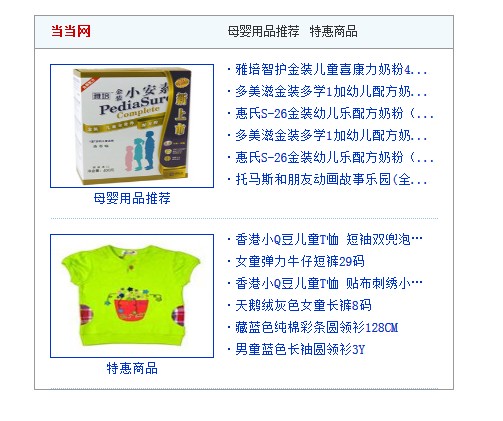 当当网
母婴用品推荐 特惠商品
雅培
金装
小安素
PediaSure
Complete
新上市
母婴用品推荐
·雅培智护金装儿童喜康力奶粉4...
·多美滋金装多学1加幼儿配方奶...
·惠氏S-26金装幼儿乐配方奶粉（...
·多美滋金装多学1加幼儿配方奶...
·惠氏S-26金装幼儿乐配方奶粉（...
·托马斯和朋友动画故事乐园(全...
特惠商品
·香港小Q豆儿童T恤 短袖双兜泡…
·女童弹力牛仔短裤29码
·香港小Q豆儿童T恤 贴布刺绣小…
·天鹅绒灰色女童长裤8码
·藏蓝色纯棉彩条圆领衫128CM
·男童蓝色长袖圆领衫3Y